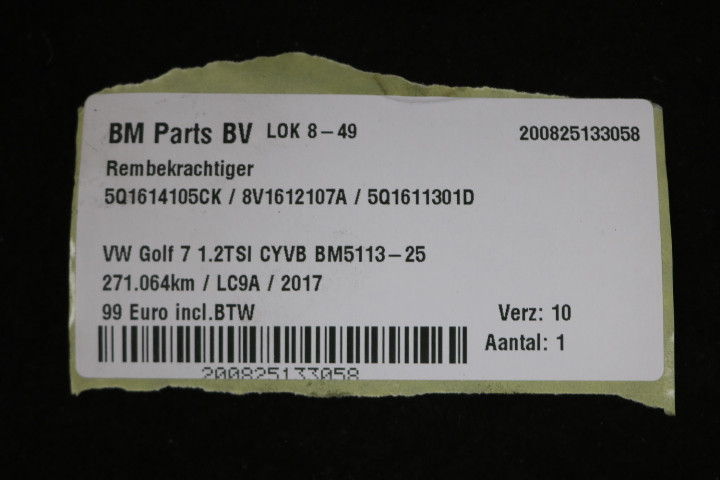 BM Parts BV LOK 8-49 200825133058
Rembekrachtiger
5Q1614105CK / 8V1612107A / 5Q1611301D
VW Golf 7 1.2TSI CYVB BM5113-25
271.064km / LC9A / 2017
99 Euro incl.BTW Verz: 10
Aantal: 1
200825133058